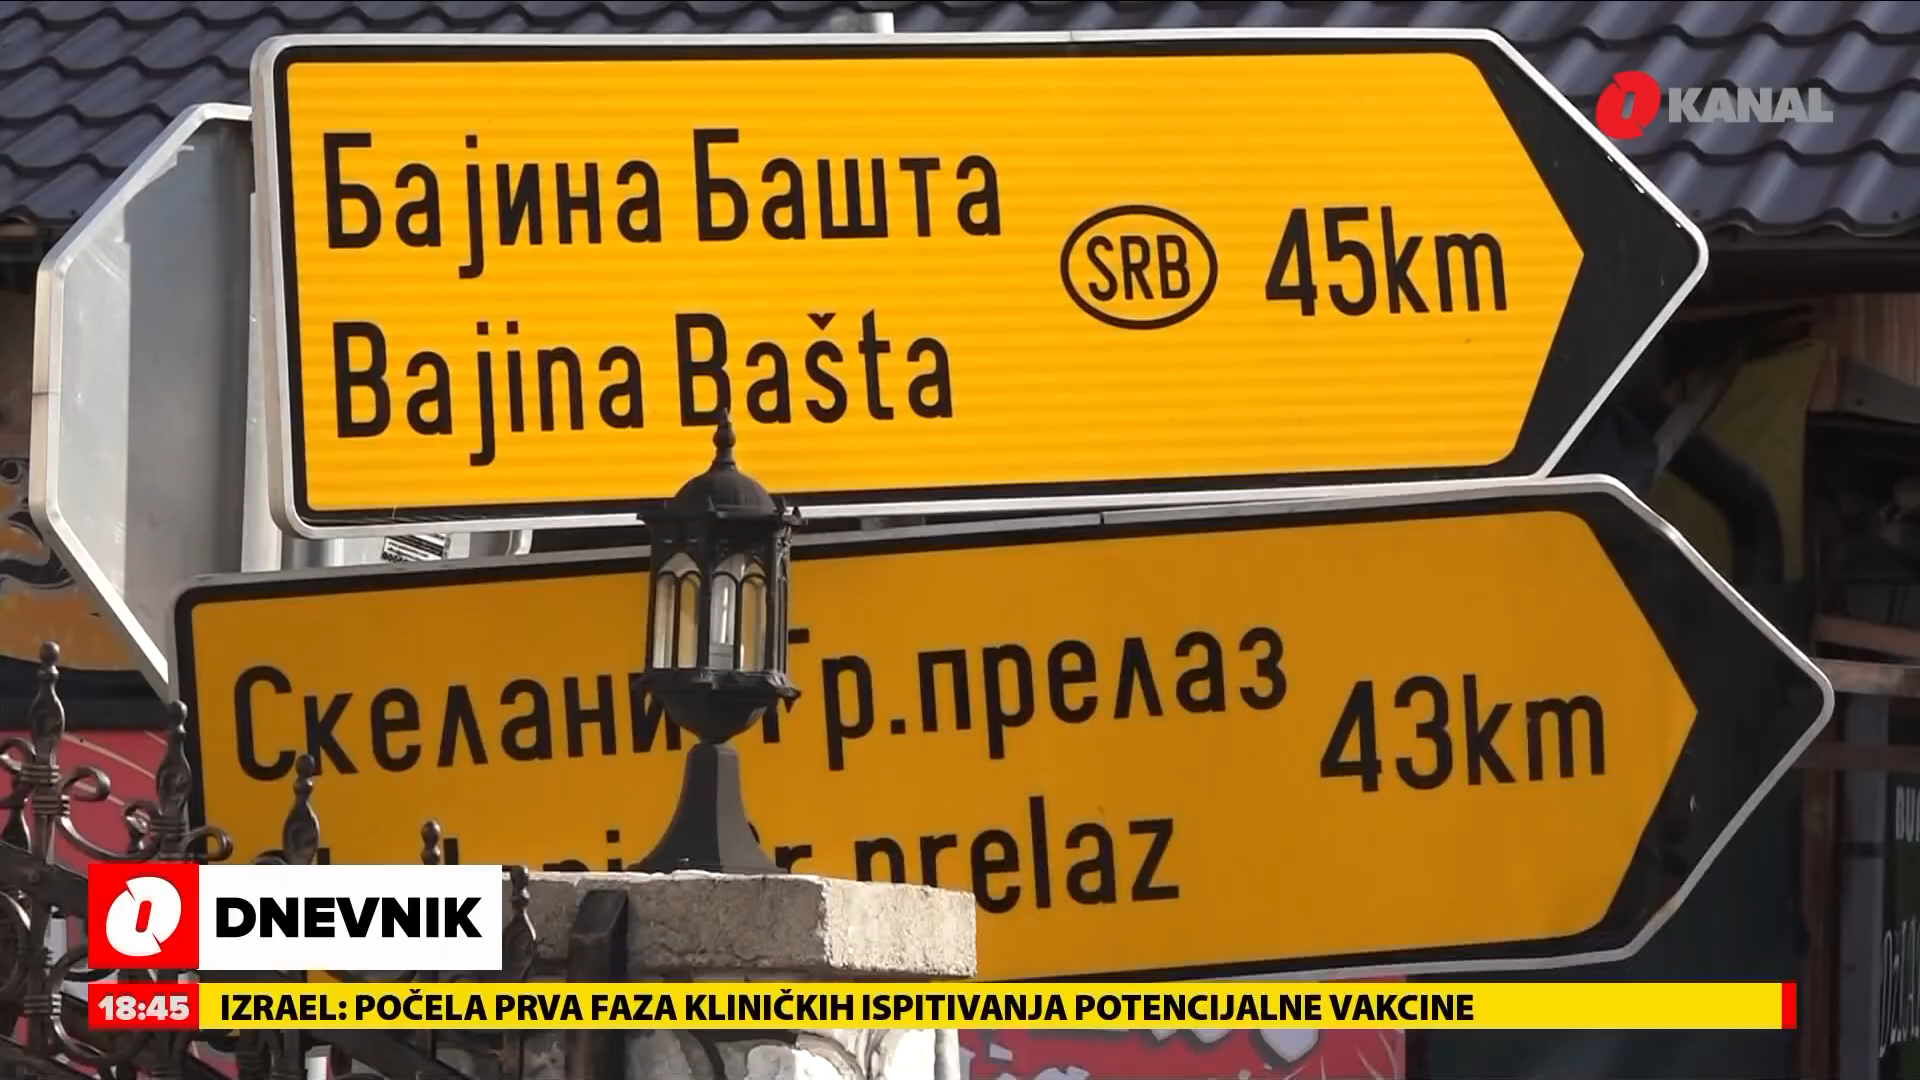 KANAL
Бајина Башта
SRB
45km
Bajina Bašta
Скелани Гр.прелаз
43km
prelaz
DNEVNIK
18:45
IZRAEL: POČELA PRVA FAZA KLINIČKIH ISPITIVANJA POTENCIJALNE VAKCINE